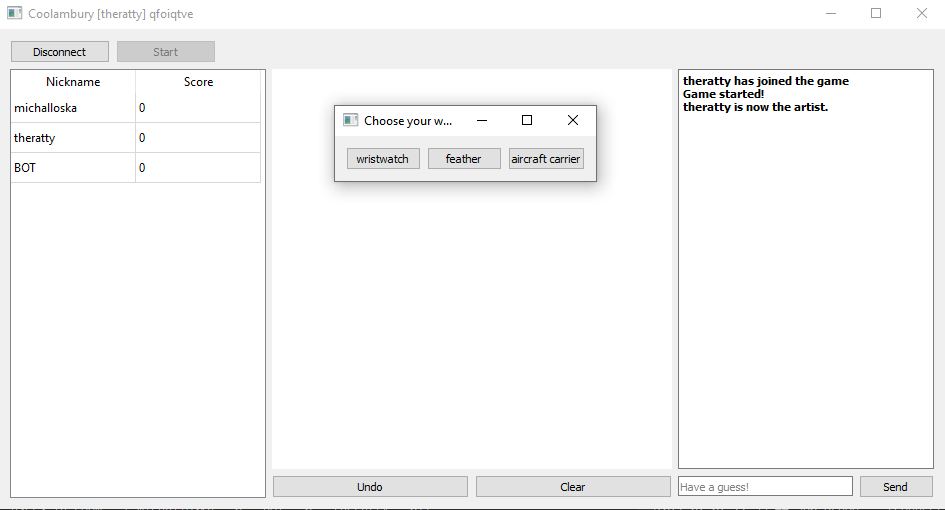 Coolambury [theratty] qfoiqtve
Disconnect
Start
Nickname
Score
michalloska
0
theratty
0
BOT
0
Choose your w...
wristwatch
feather
aircraft carrier
theratty has joined the game
Game started!
theratty is now the artist.
Undo
Clear
Have a guess!
Send